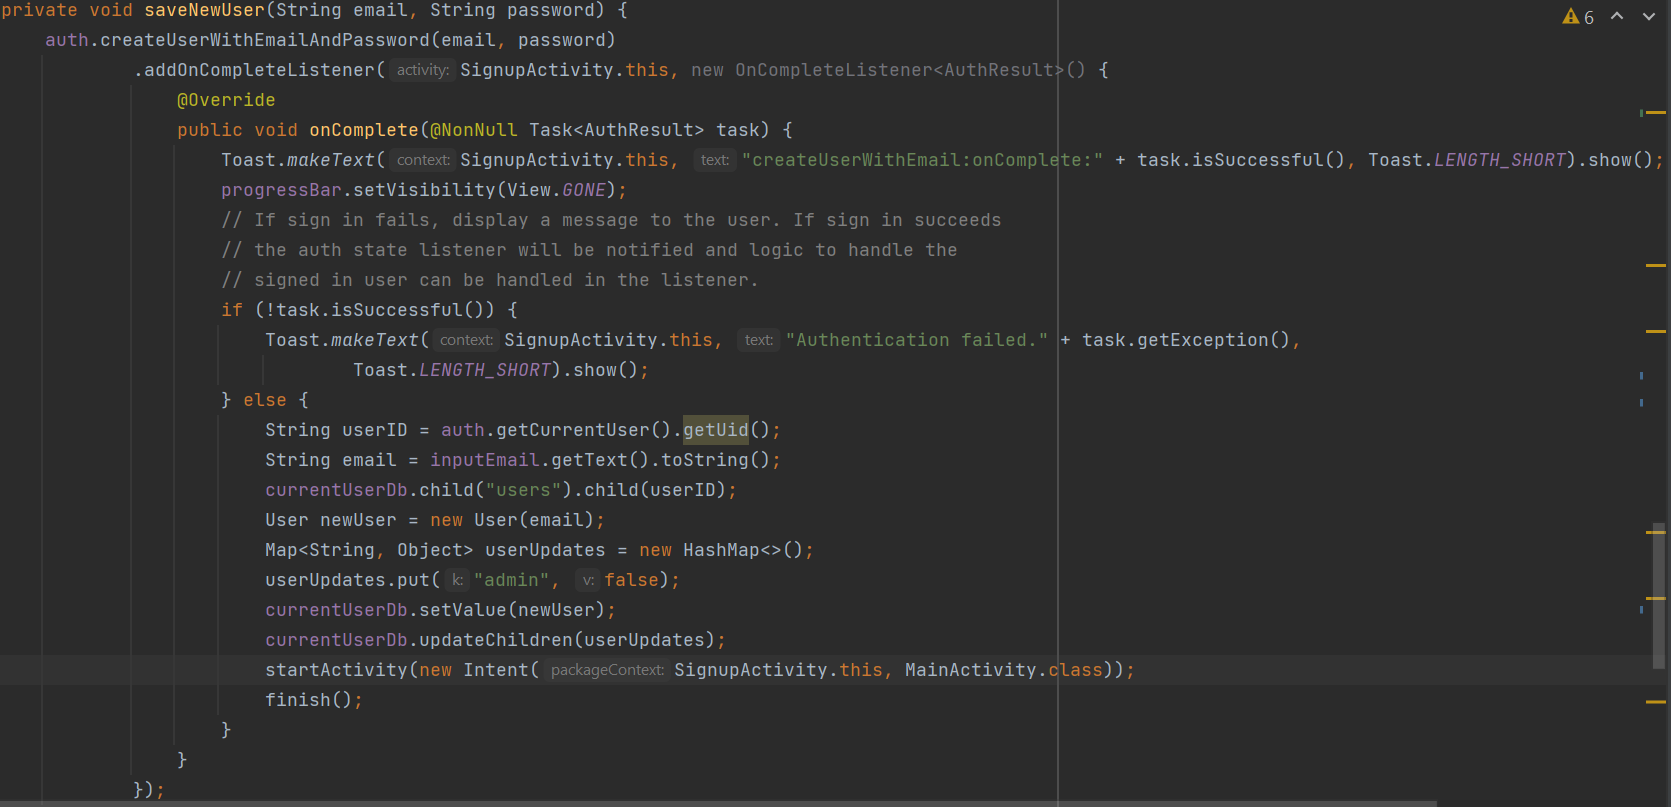 private void saveNewUser(String email, String password) {
6
auth.createUserWithEmailAndPassword(email, password)
.addOnCompleteListener( activity: SignupActivity.this, new OnCompleteListener<AuthResult>() {
@Override
public void onComplete(@NonNull Task<AuthResult> task) {
Toast.makeText( context: SignupActivity.this, text: "createUserWithEmail:onComplete:" + task.isSuccessful(), Toast.LENGTH_SHORT).show();
progressBar.setVisibility(View.GONE);
// If sign in fails, display a message to the user. If sign in succeeds
// the auth state listener will be notified and logic to handle the
// signed in user can be handled in the listener.
if (!task.isSuccessful()) {
Toast.makeText( context: SignupActivity.this, text: "Authentication failed." + task.getException(),
Toast.LENGTH_SHORT).show();
} else {
String userID = auth.getCurrentUser().getUid();
String email = inputEmail.getText().toString();
currentUserDb.child("users").child(userID);
User newUser = new User(email);
Map<String, Object> userUpdates = new HashMap<>();
userUpdates.put( k: "admin", v: false);
currentUserDb.setValue(newUser);
currentUserDb.updateChildren(userUpdates);
startActivity(new Intent( packageContext: SignupActivity.this, MainActivity.class));
finish();
}
}
});